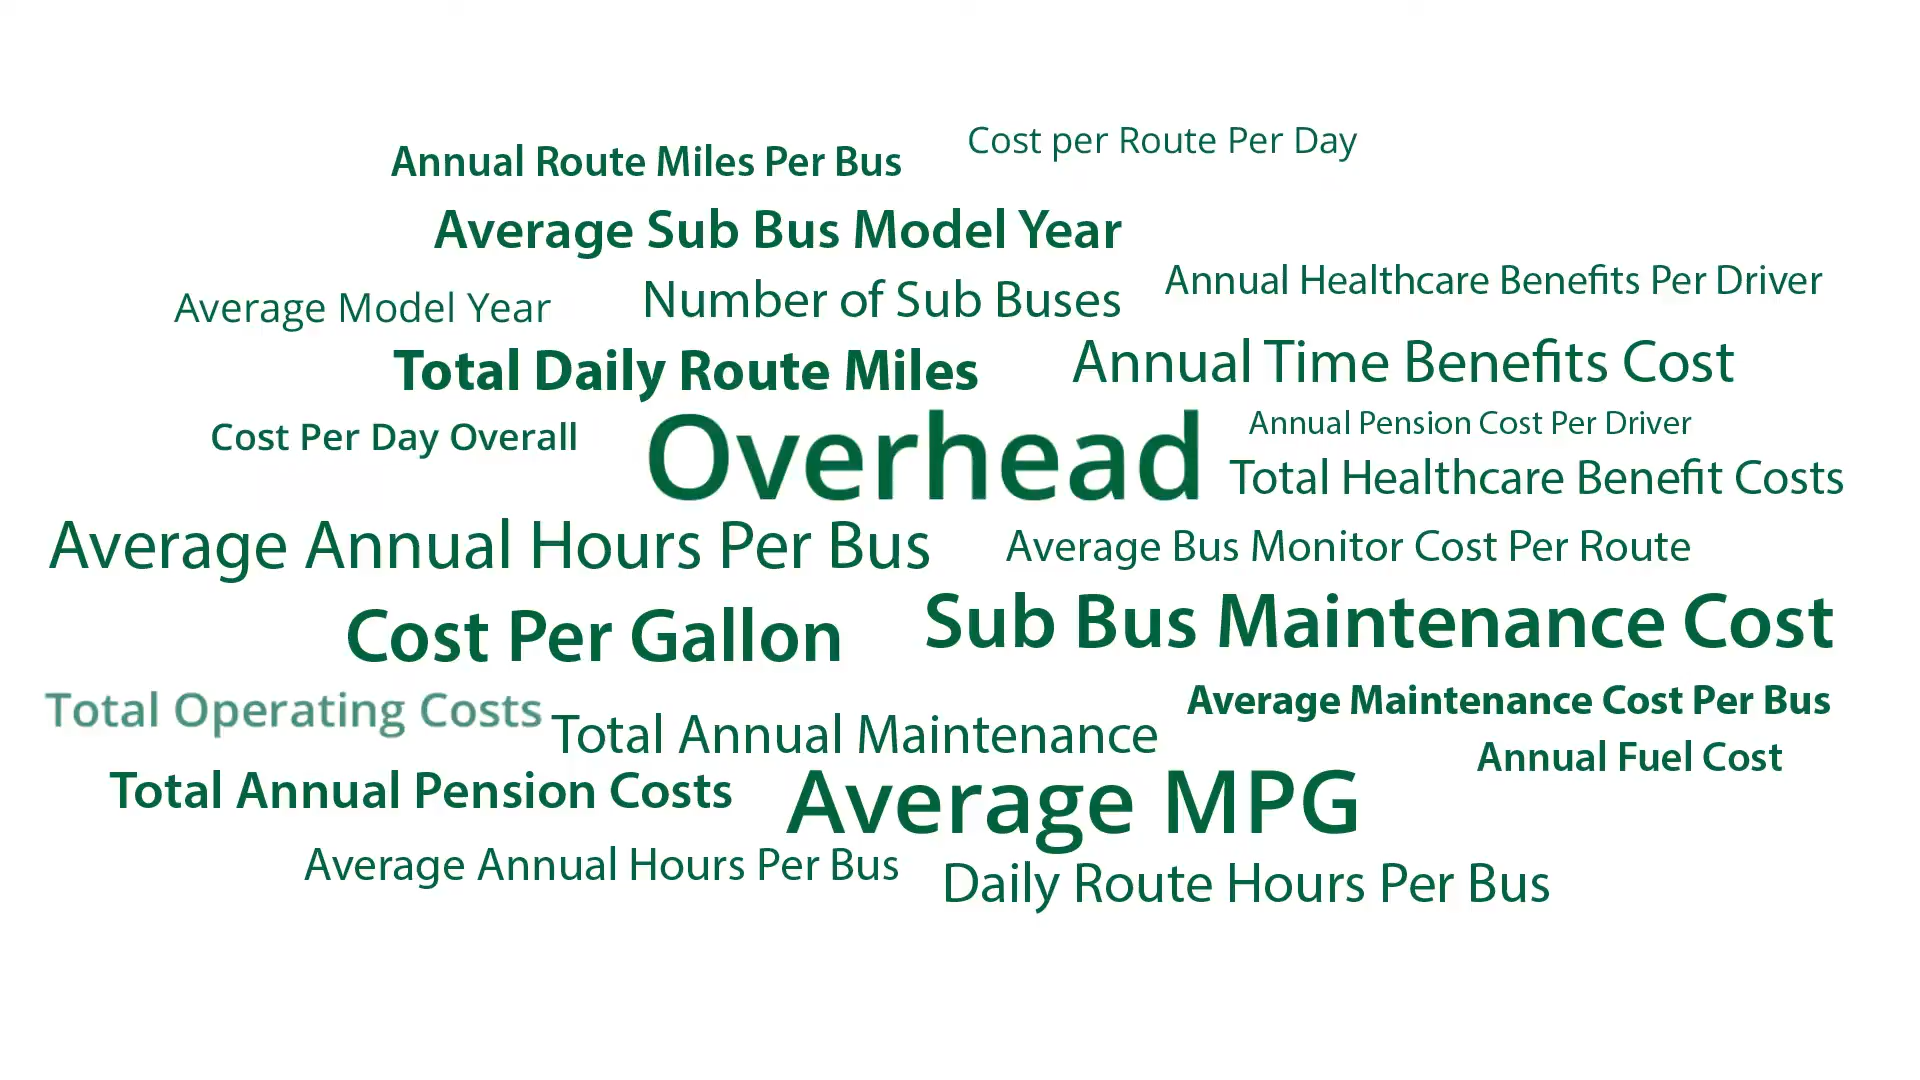 Cost per Route Per Day
Annual Route Miles Per Bus
Average Sub Bus Model Year
Annual Healthcare Benefits Per Driver
Average Model Year
Number of Sub Buses
Total Daily Route Miles
Annual Time Benefits Cost
Cost Per Day Overall
Overhead
Annual Pension Cost Per Driver
Total Healthcare Benefit Costs
Average Annual Hours Per Bus
Average Bus Monitor Cost Per Route
Cost Per Gallon
Sub Bus Maintenance Cost
Total Operating Costs
Total Annual Maintenance
Average Maintenance Cost Per Bus
Annual Fuel Cost
Total Annual Pension Costs
Average MPG
Average Annual Hours Per Bus
Daily Route Hours Per Bus